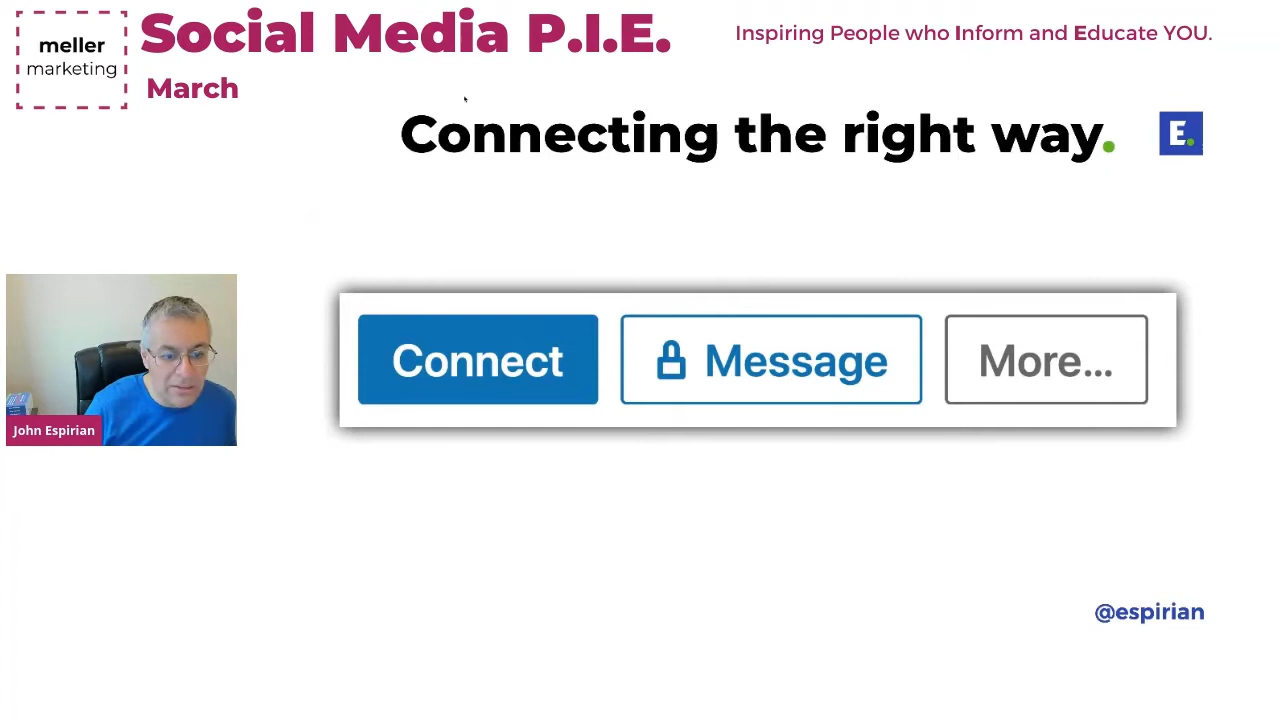 meller
marketing
Social Media P.I.E.
March
Inspiring People who Inform and Educate YOU.
Connecting the right way.
E.
Connect
Message
More...
John Espirian
@espirian